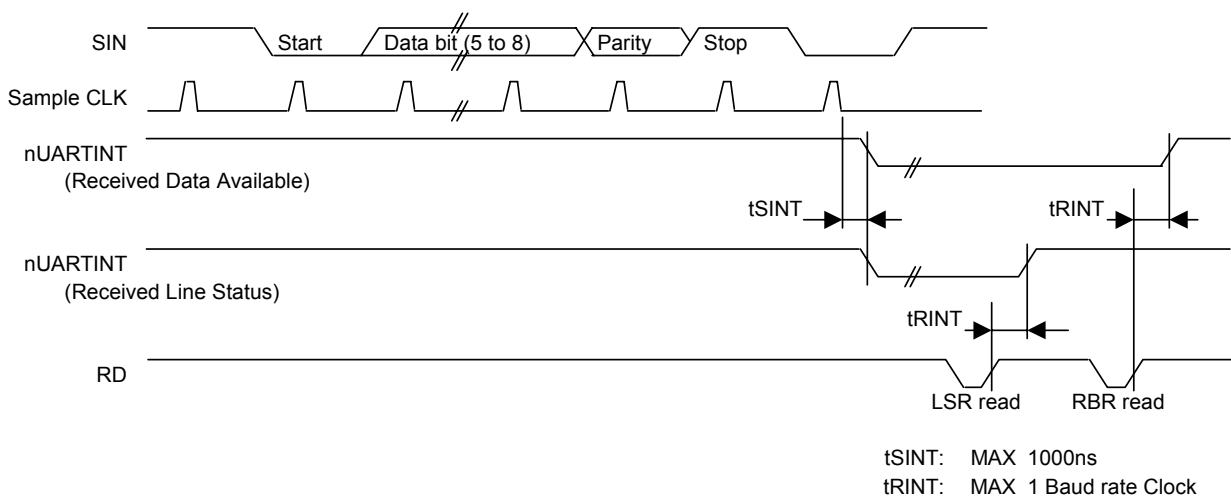 SIN
Start
Data bit (5 to 8)
Parity
Stop
Sample CLK
nUARTINT
(Received Data Available)
tSINT
tRINT
nUARTINT
(Received Line Status)
tRINT
RD
LSR read
RBR read
tSINT: MAX 1000ns
tRINT: MAX 1 Baud rate Clock